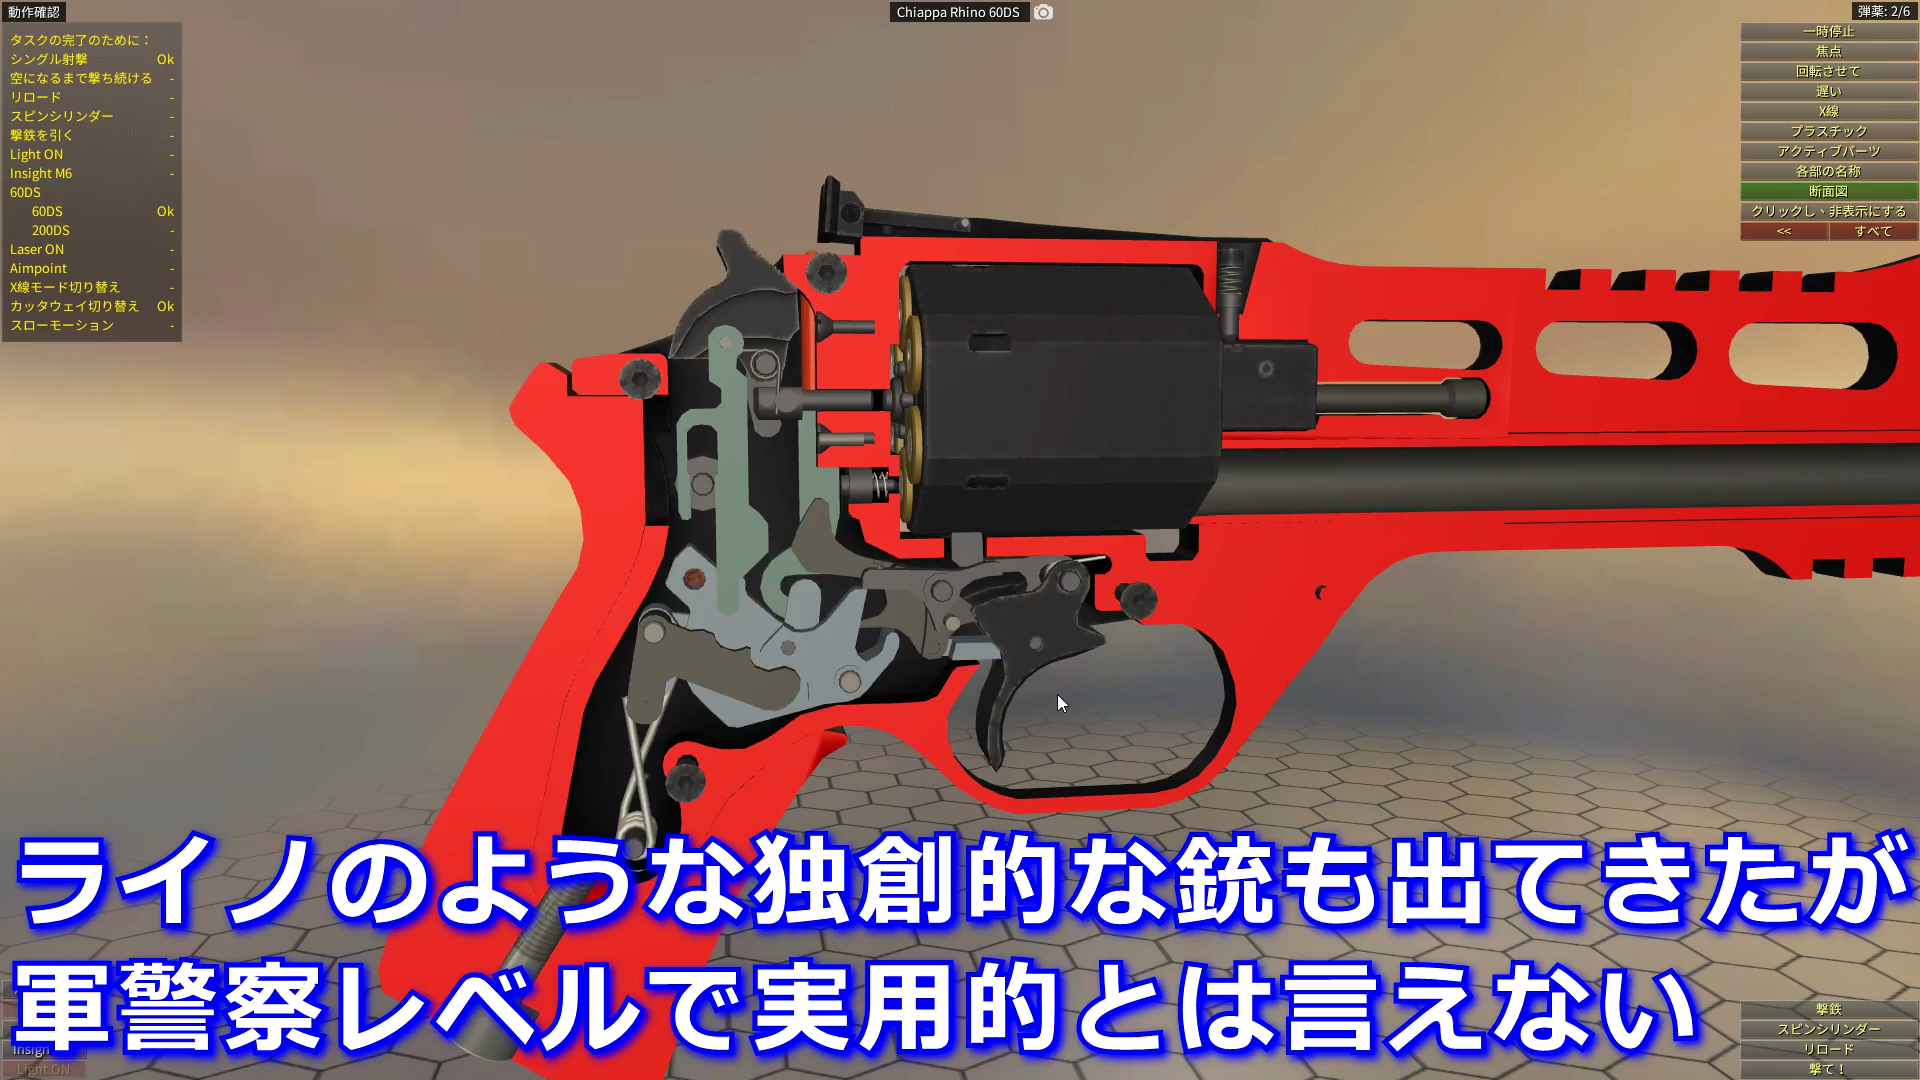 動作確認
Chiappa Rhino 60DS
弾薬: 2/6
タスクの完了のために：
シングル射撃 Ok
空になるまで撃ち続ける -
リロード -
スピンシリンダー -
撃鉄を引く -
Light ON -
Insight M6 -
60DS
60DS Ok
200DS -
Laser ON -
Aimpoint -
X線モード切り替え -
カッタウェイ切り替え Ok
スローモーション -
一時停止
焦点
回転させて
遅い
X線
プラスチック
アクティブパーツ
各部の名称
断面図
クリックし、非表示にする
<< すべて
ライノのような独創的な銃も出てきたが
軍警察レベルで実用的とは言えない
Insign
Light ON
撃鉄
スピンシリンダー
リロード
撃て！